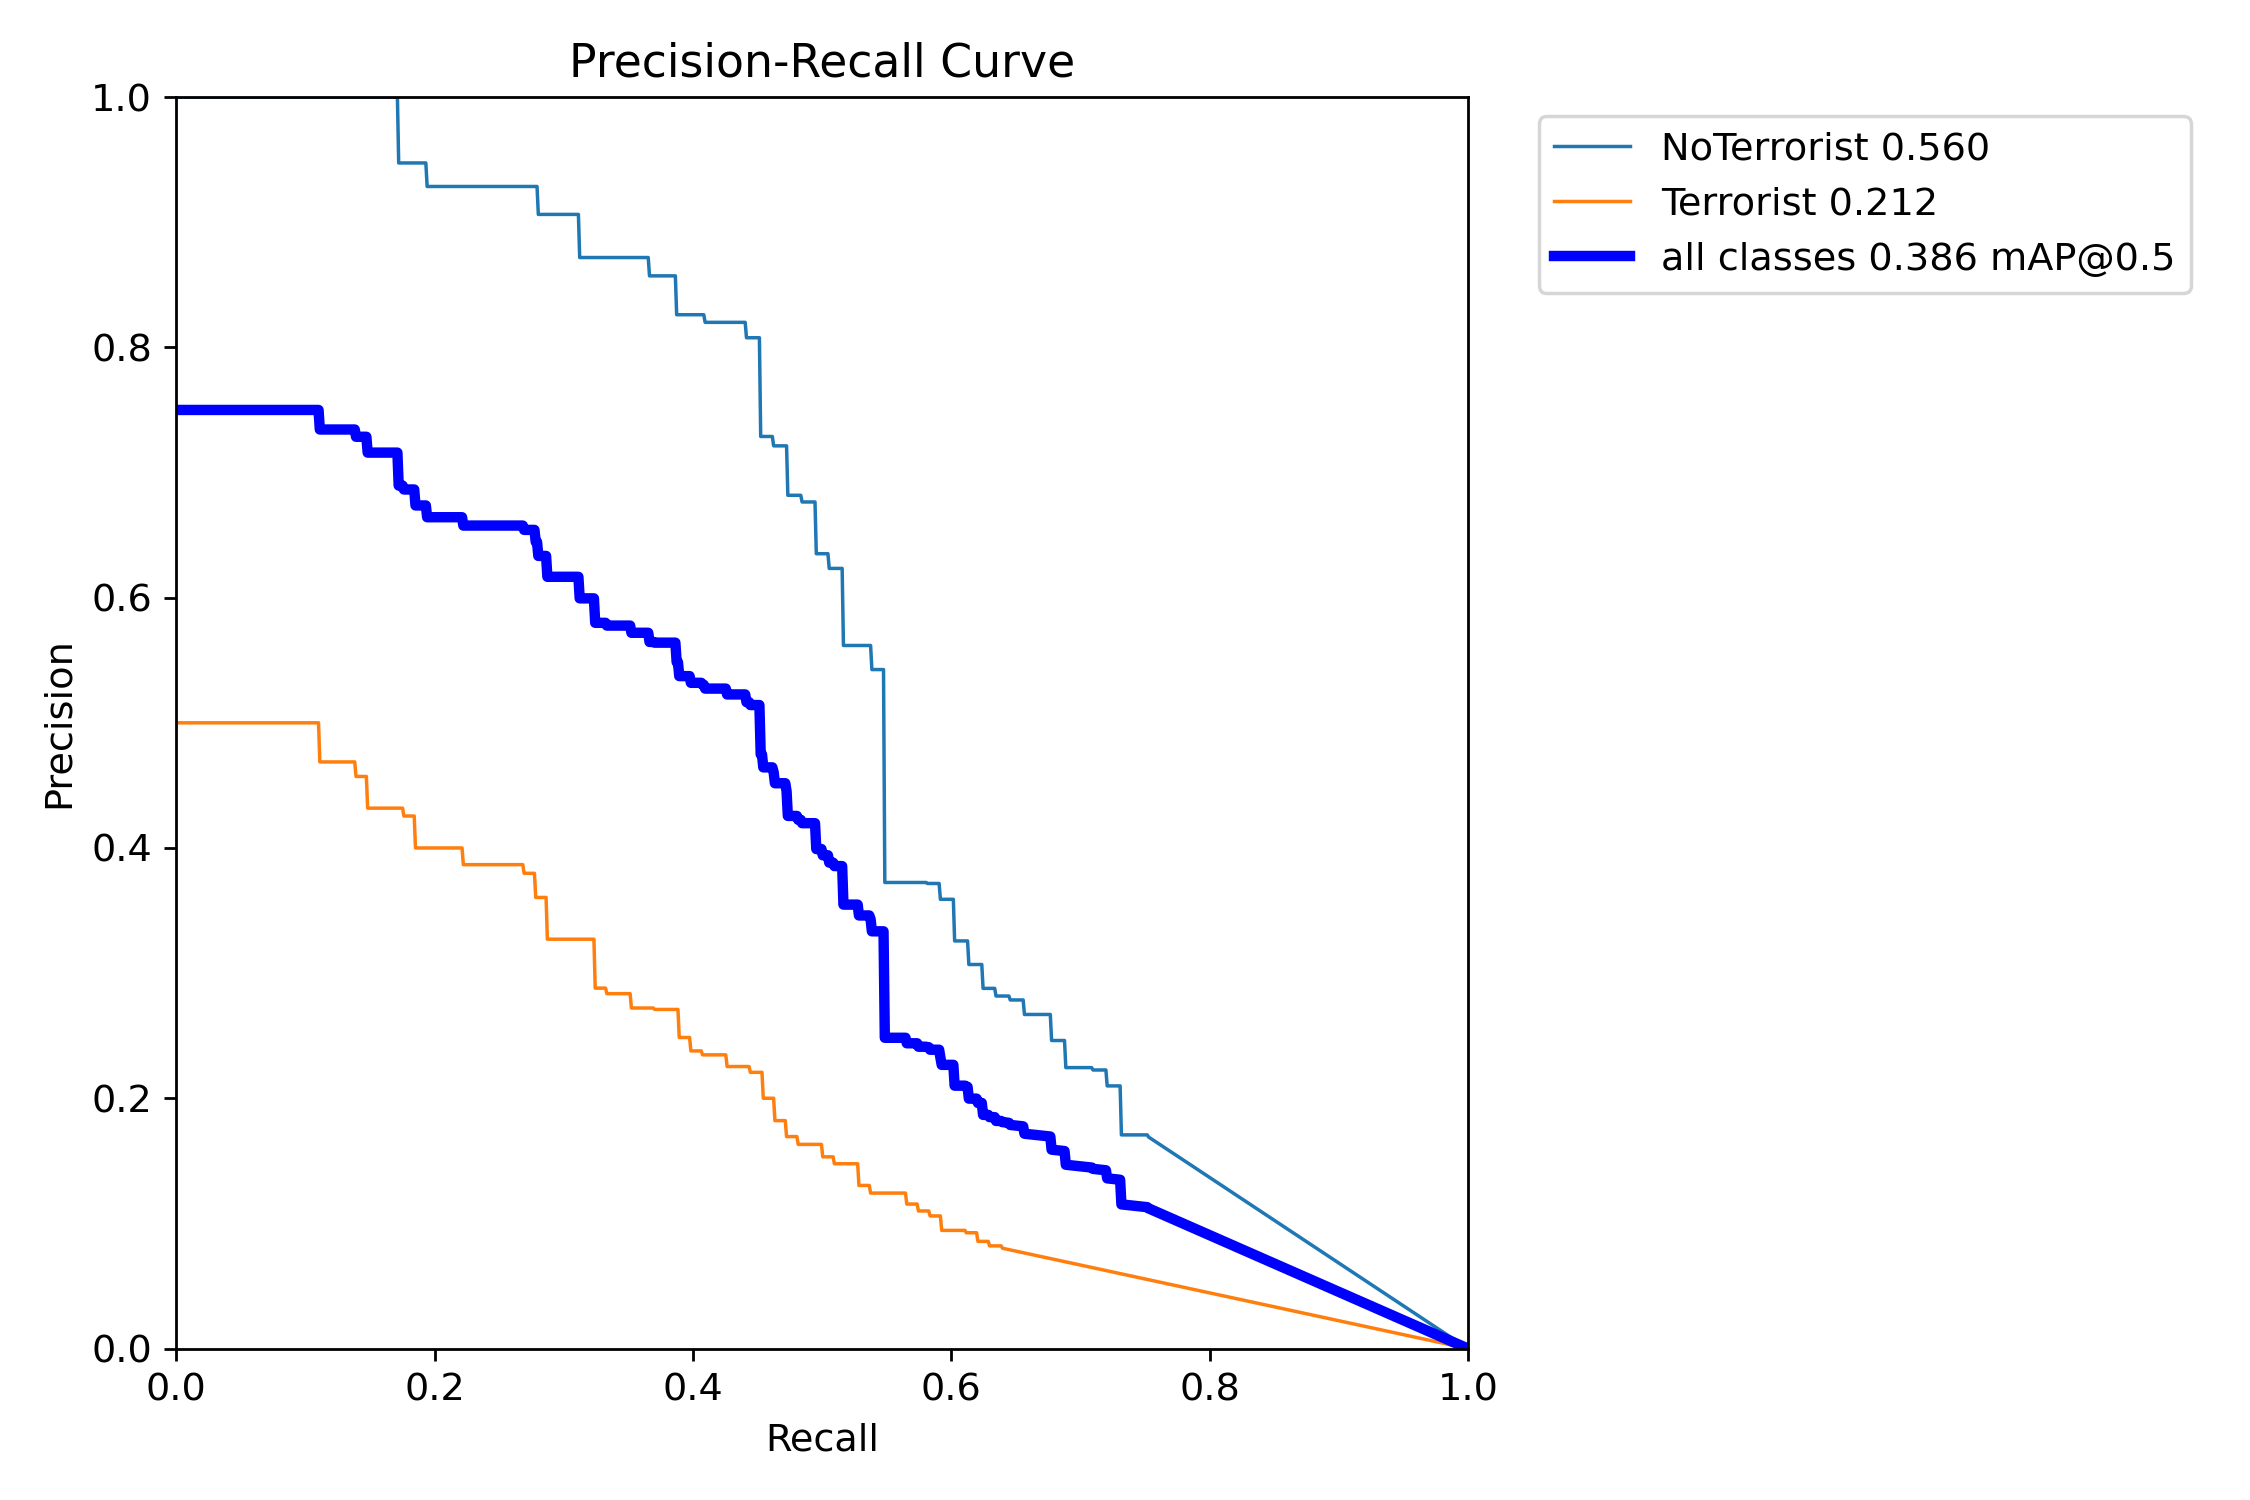 Precision-Recall Curve
1.0
0.8
0.6
0.4
0.2
0.0
Precision
0.0 0.2 0.4 0.6 0.8 1.0
Recall
NoTerrorist 0.560
Terrorist 0.212
all classes 0.386 mAP@0.5